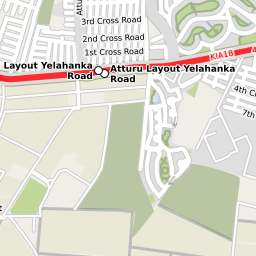 3rd Cross Road
2nd Cross Road
1st Cross Road
KIA18
Layout Yelahanka
Road
Atturu Layout Yelahanka
Road
4th C
7th
t